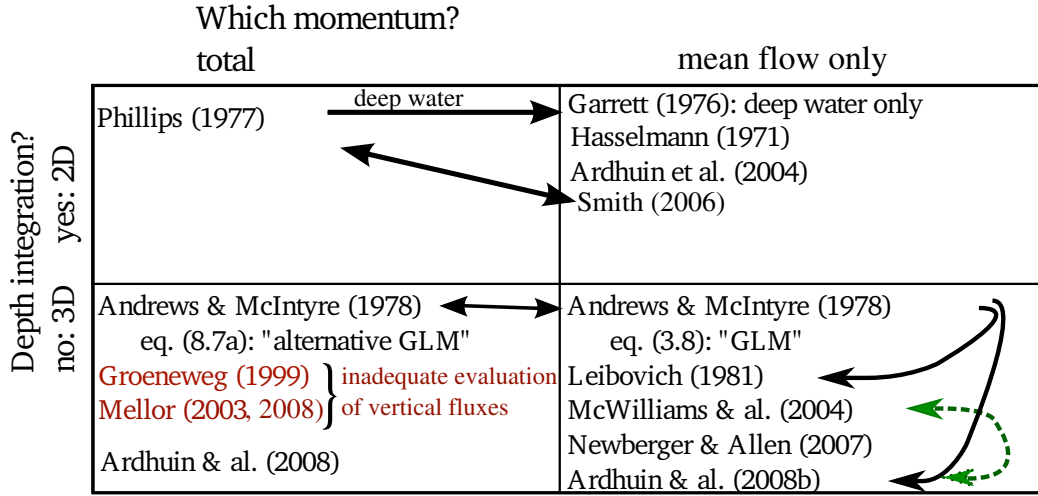 Which momentum?
total
mean flow only
Depth integration?
yes: 2D
no: 3D
Phillips (1977)
deep water
Garrett (1976): deep water only
Hasselmann (1971)
Ardhuin et al. (2004)
Smith (2006)
Andrews & McIntyre (1978)
eq. (8.7a): "alternative GLM"
Groeneweg (1999)
Mellor (2003, 2008)
inadequate evaluation
of vertical fluxes
Ardhuin & al. (2008)
Andrews & McIntyre (1978)
eq. (3.8): "GLM"
Leibovich (1981)
McWilliams & al. (2004)
Newberger & Allen (2007)
Ardhuin & al. (2008b)